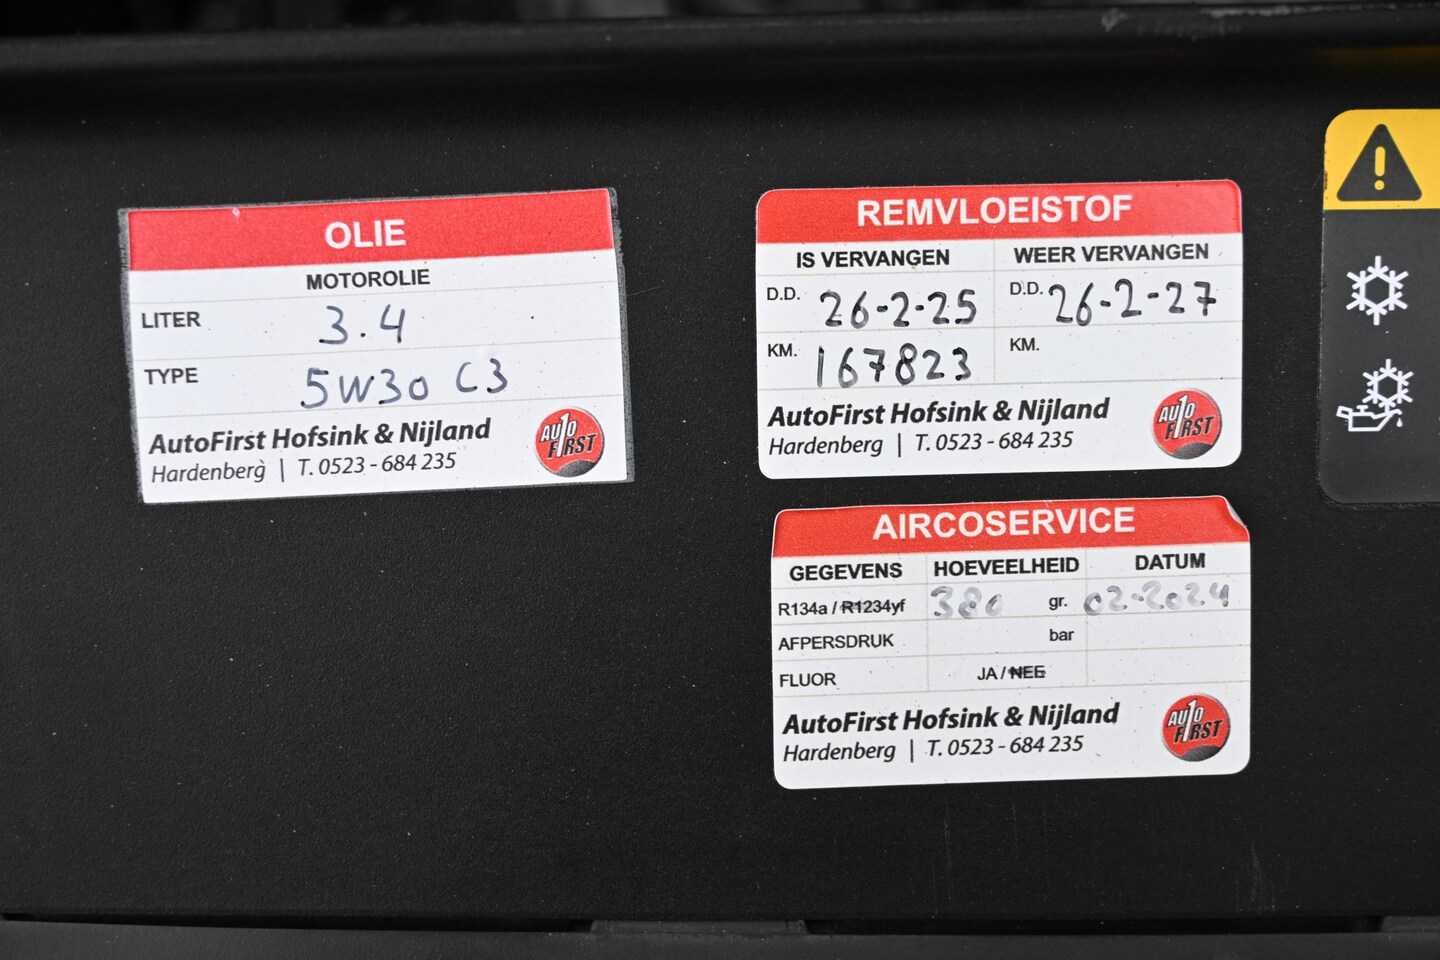 OLIE
MOTOROLIE
LITER 3.4
TYPE 5W30 C3
AutoFirst Hofsink & Nijland
Hardenberg | T. 0523 - 684 235
AUTO
FIRST
REMVLOEISTOF
IS VERVANGEN WEER VERVANGEN
D.D. 26-2-25 D.D. 26-2-27
KM. 167823 KM.
AutoFirst Hofsink & Nijland
Hardenberg | T. 0523 - 684 235
AUTO
FIRST
AIRCOSERVICE
GEGEVENS HOEVEELHEID DATUM
R134a / R1234yf 380 gr. 02-2024
AFPERSDRUK bar
FLUOR JA / NEE
AutoFirst Hofsink & Nijland
Hardenberg | T. 0523 - 684 235
AUTO
FIRST